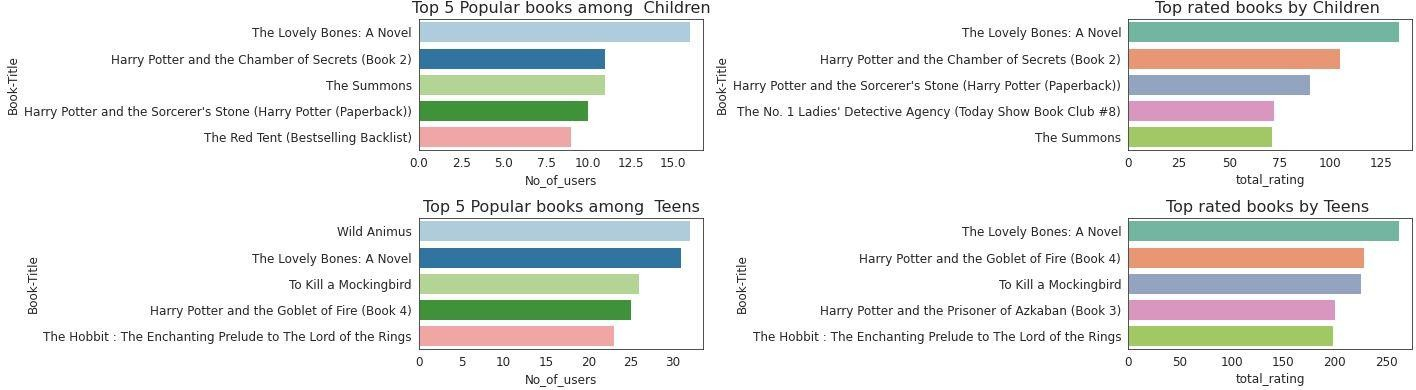 Top 5 Popular books among  Children
Book-Title
The Lovely Bones: A Novel
Harry Potter and the Chamber of Secrets (Book 2)
The Summons
Harry Potter and the Sorcerer's Stone (Harry Potter (Paperback))
The Red Tent (Bestselling Backlist)
0.0 2.5 5.0 7.5 10.0 12.5 15.0
No_of_users
Top rated books by Children
Book-Title
The Lovely Bones: A Novel
Harry Potter and the Chamber of Secrets (Book 2)
Harry Potter and the Sorcerer's Stone (Harry Potter (Paperback))
The No. 1 Ladies' Detective Agency (Today Show Book Club #8)
The Summons
0 25 50 75 100 125
total_rating
Top 5 Popular books among  Teens
Book-Title
Wild Animus
The Lovely Bones: A Novel
To Kill a Mockingbird
Harry Potter and the Goblet of Fire (Book 4)
The Hobbit : The Enchanting Prelude to The Lord of the Rings
0 5 10 15 20 25 30
No_of_users
Top rated books by Teens
Book-Title
The Lovely Bones: A Novel
Harry Potter and the Goblet of Fire (Book 4)
To Kill a Mockingbird
Harry Potter and the Prisoner of Azkaban (Book 3)
The Hobbit : The Enchanting Prelude to The Lord of the Rings
0 50 100 150 200 250
total_rating